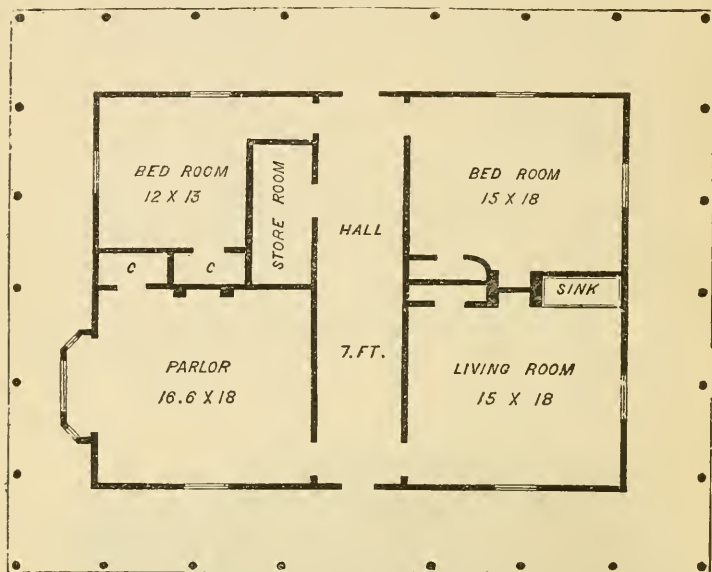 BED ROOM
12 X 13
STORE ROOM
HALL
BED ROOM
15 X 18
C
C
SINK
7. FT.
PARLOR
16.6 X 18
LIVING ROOM
15 X 18